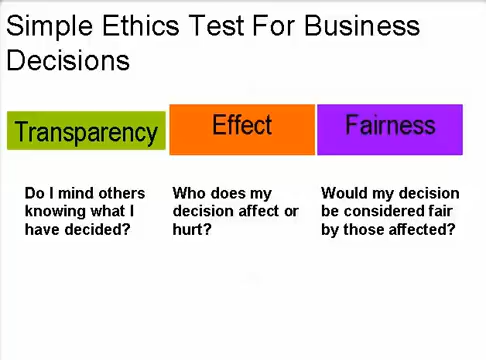 Simple Ethics Test For Business
Decisions
Transparency
Effect
Fairness
Do I mind others
knowing what I
have decided?
Who does my
decision affect or
hurt?
Would my decision
be considered fair
by those affected?